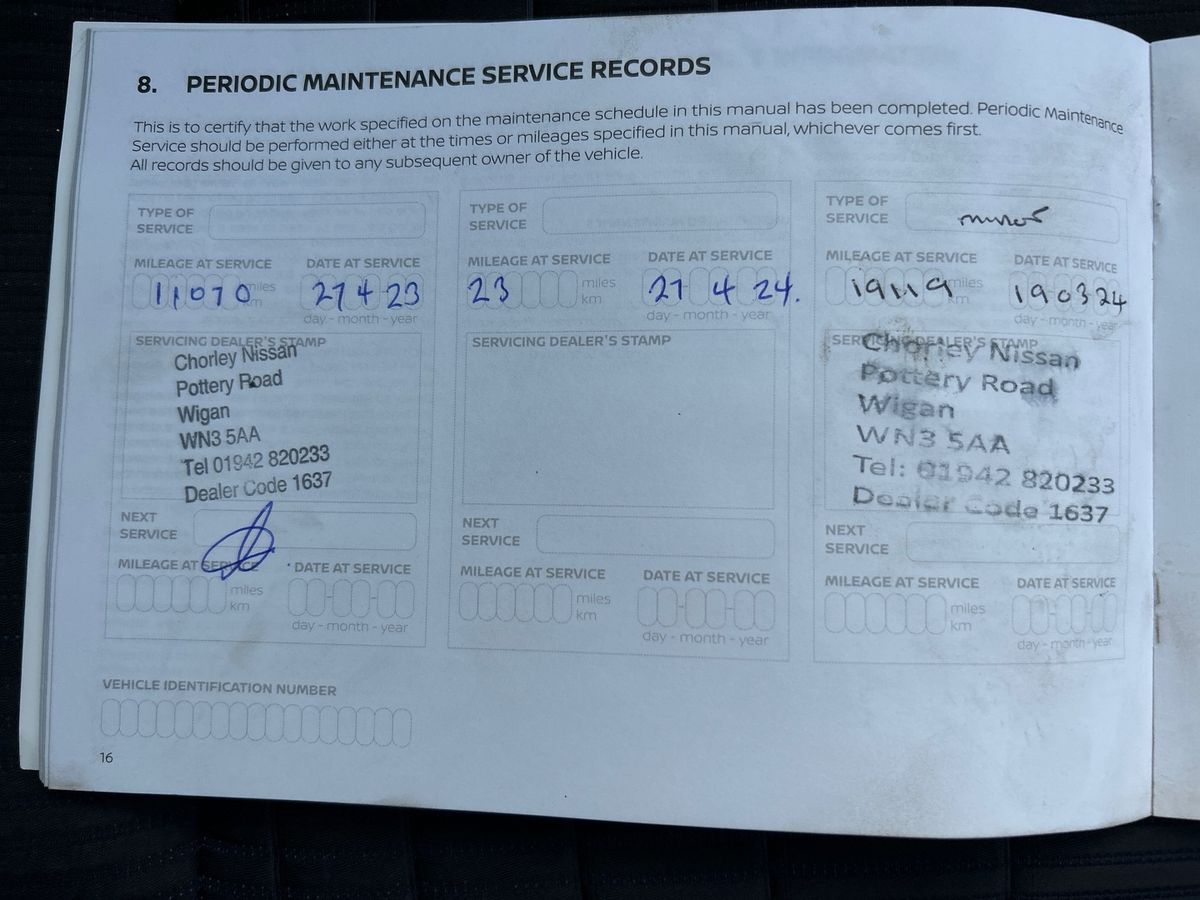 8. PERIODIC MAINTENANCE SERVICE RECORDS
This is to certify that the work specified on the maintenance schedule in this manual has been completed. Periodic Maintenance
Service should be performed either at the times or mileages specified in this manual, whichever comes first.
All records should be given to any subsequent owner of the vehicle.
TYPE OF
SERVICE
MILEAGE AT SERVICE DATE AT SERVICE
11070 miles
km
27 4 23
day - month - year
SERVICING DEALER'S STAMP
Chorley Nissan
Pottery Road
Wigan
WN3 5AA
Tel 01942 820233
Dealer Code 1637
NEXT
SERVICE
MILEAGE AT SERVICE DATE AT SERVICE
miles
km
day - month - year
TYPE OF
SERVICE
MILEAGE AT SERVICE DATE AT SERVICE
23 miles
km
27 4 24.
day - month - year
SERVICING DEALER'S STAMP
NEXT
SERVICE
MILEAGE AT SERVICE DATE AT SERVICE
miles
km
day - month - year
TYPE OF
SERVICE
minor
MILEAGE AT SERVICE DATE AT SERVICE
19119 miles
km
190324
day - month - year
SERVICING DEALER'S STAMP
Chorley Nissan
Pottery Road
Wigan
WN3 5AA
Tel: 01942 820233
Dealer Code 1637
NEXT
SERVICE
MILEAGE AT SERVICE DATE AT SERVICE
miles
km
day - month - year
VEHICLE IDENTIFICATION NUMBER
16